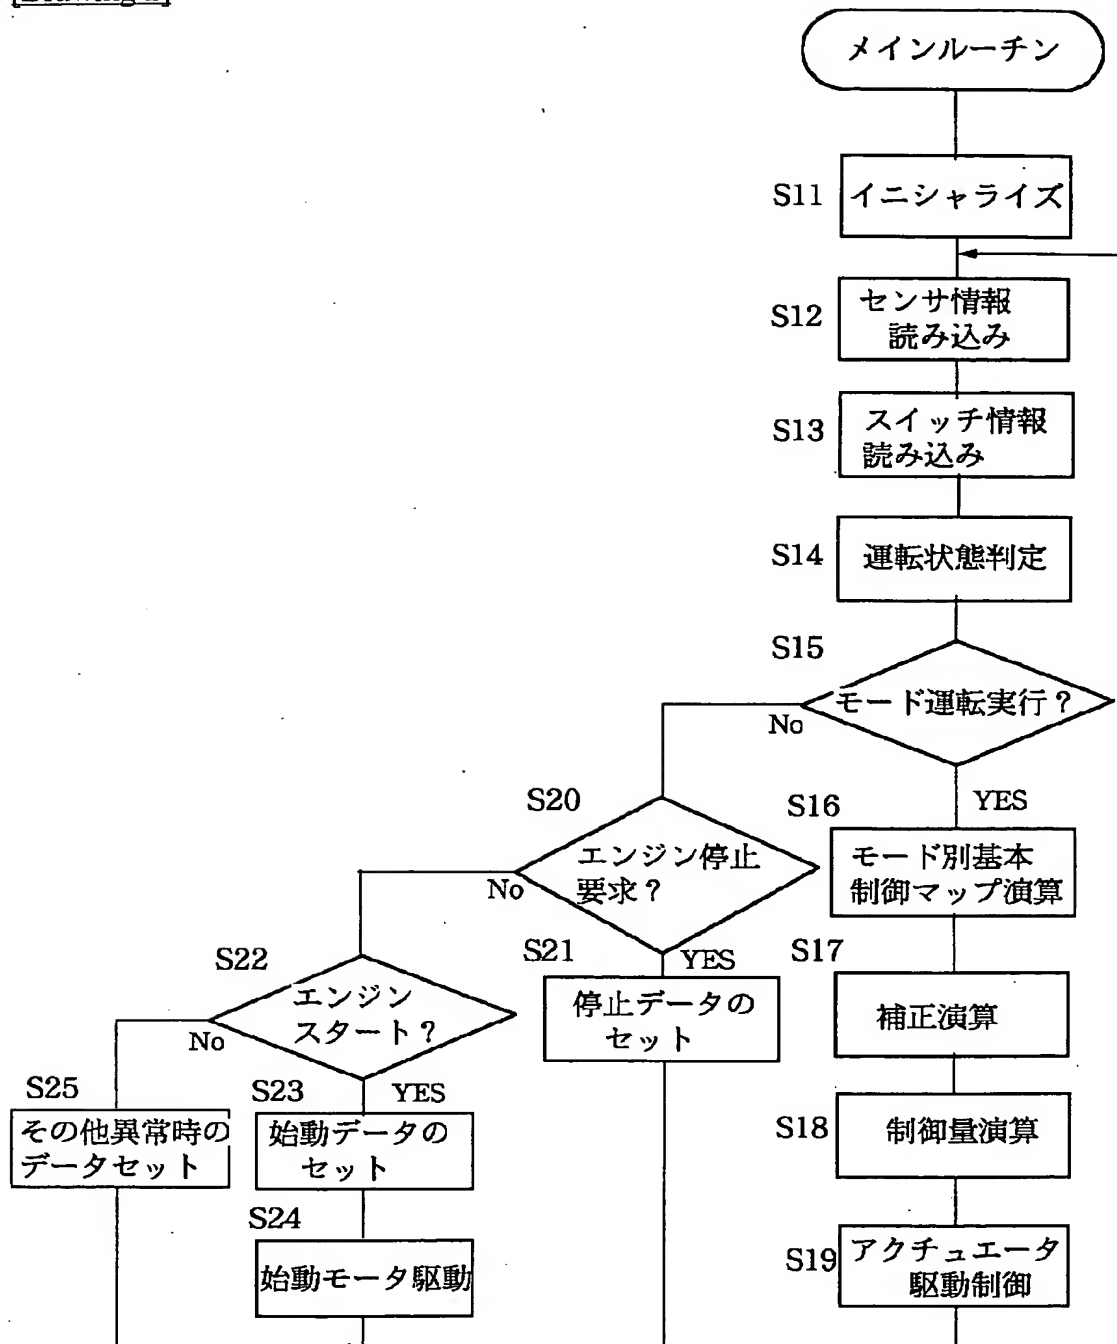 メインルーチン
S11
イニシャライズ
S12
センサ情報
読み込み
S13
スイッチ情報
読み込み
S14
運転状態判定
S15
モード運転実行？
No
YES
S20
エンジン停止
要求？
No
YES
S16
モード別基本
制御マップ演算
S22
エンジン
スタート？
No
YES
S21
停止データの
セット
S17
補正演算
S25
その他異常時の
データセット
S23
始動データの
セット
S18
制御量演算
S24
始動モータ駆動
S19
アクチュエータ
駆動制御